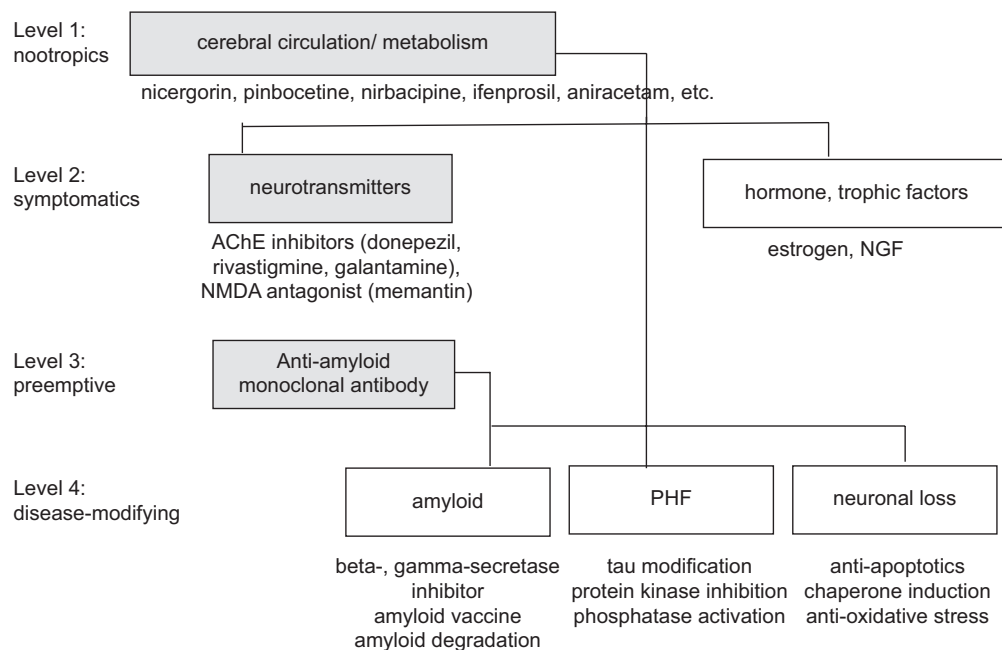 Level 1:
nootropics
cerebral circulation/ metabolism
nicergorin, pinbocetine, nirbacipine, ifenprosil, aniracetam, etc.
Level 2:
symptomatics
neurotransmitters
hormone, trophic factors
AChE inhibitors (donepezil,
rivastigmine, galantamine),
NMDA antagonist (memantin)
estrogen, NGF
Level 3:
preemptive
Anti-amyloid
monoclonal antibody
Level 4:
disease-modifying
amyloid
PHF
neuronal loss
beta-, gamma-secretase
inhibitor
amyloid vaccine
amyloid degradation
tau modification
protein kinase inhibition
phosphatase activation
anti-apoptotics
chaperone induction
anti-oxidative stress